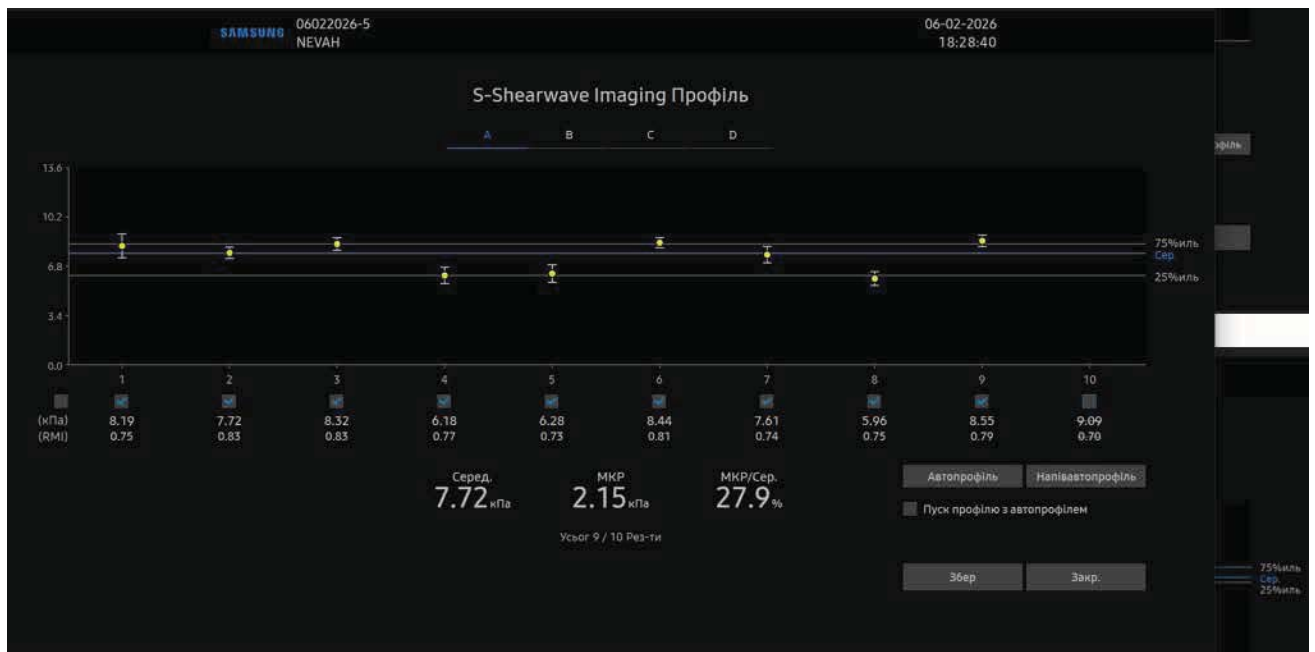 SAMSUNG
06022026-5
NEVAH
06-02-2026
18:28:40
S-Shearwave Imaging Профіль
A B C D
13.6
10.2
6.8
3.4
0.0
75%иль
Сер
25%иль
1 2 3 4 5 6 7 8 9 10
(кПа) 8.19 7.72 8.32 6.18 6.28 8.44 7.61 5.96 8.55 9.09
(RMI) 0.75 0.83 0.83 0.77 0.73 0.81 0.74 0.75 0.79 0.70
Серед. МКР МКР/Сер.
7.72 кПа 2.15 кПа 27.9 %
Усьог 9 / 10 Рез-ти
Автопрофіль Напівавтопрофіль
Пуск профілю з автопрофілем
Збер Закр.
офіль
75%иль
Сер.
25%иль